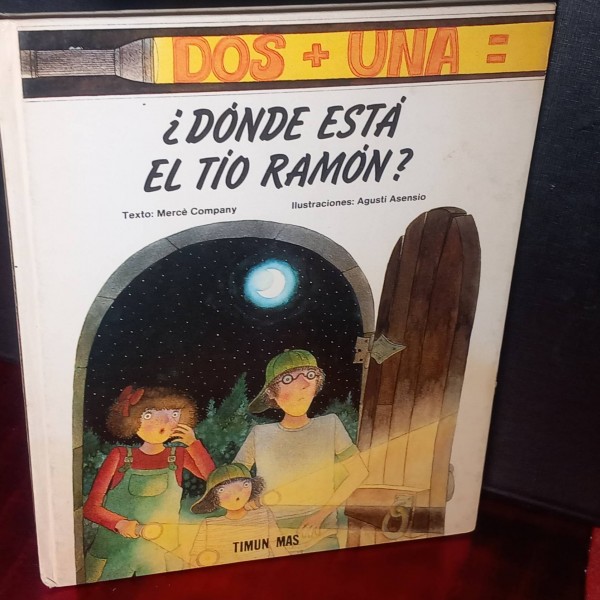 DOS + UNA =
¿DÓNDE ESTÁ
EL TÍO RAMÓN?
Texto: Mercè Company
Ilustraciones: Agustí Asensio
TIMUN MAS